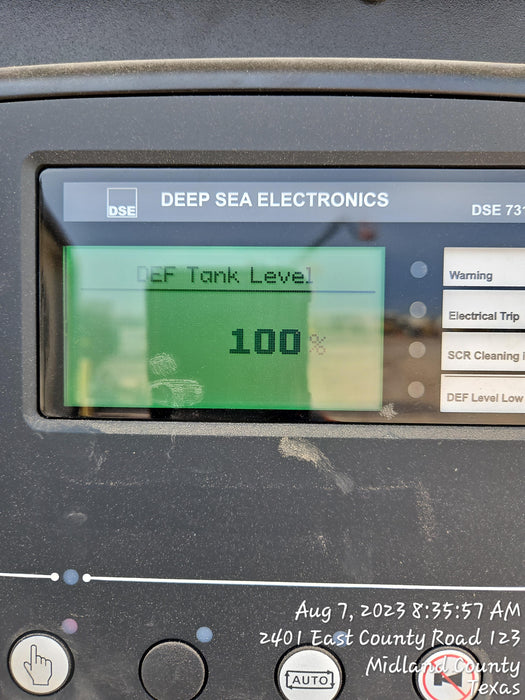 DSE
DEEP SEA ELECTRONICS
DSE 731
DEF Tank Level
100 %
Warning
Electrical Trip
SCR Cleaning
DEF Level Low
AUTO
Aug 7, 2023 8:35:57 AM
2401 East County Road 123
Midland County
Texas